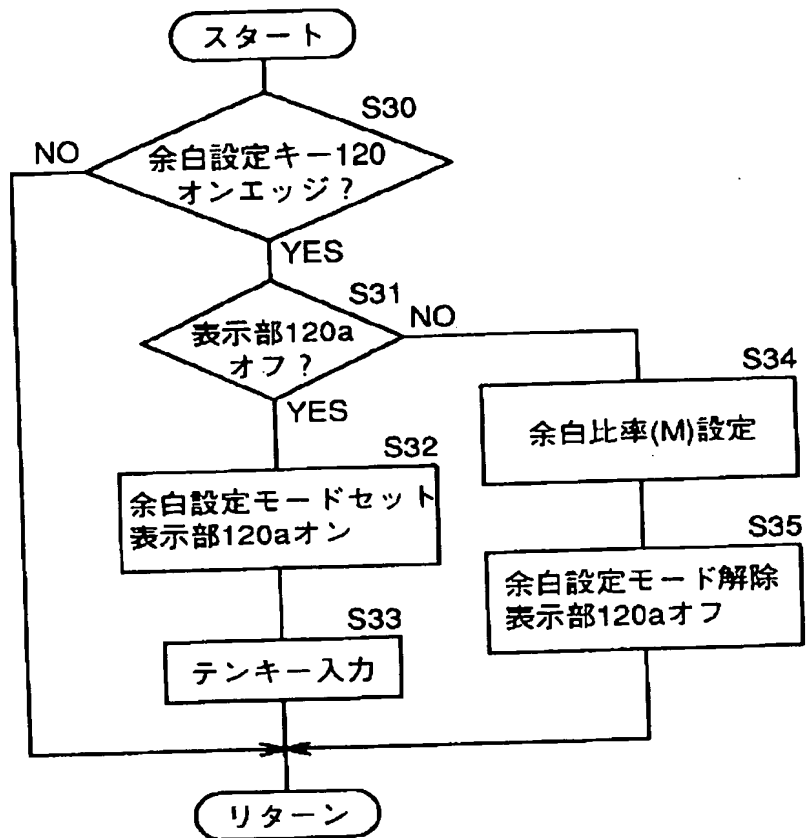 スタート
S30
NO
余白設定キー120
オンエッジ？
YES
S31
表示部120a
オフ？
NO
YES
S32
余白設定モードセット
表示部120aオン
S33
テンキー入力
S34
余白比率(M)設定
S35
余白設定モード解除
表示部120aオフ
リターン